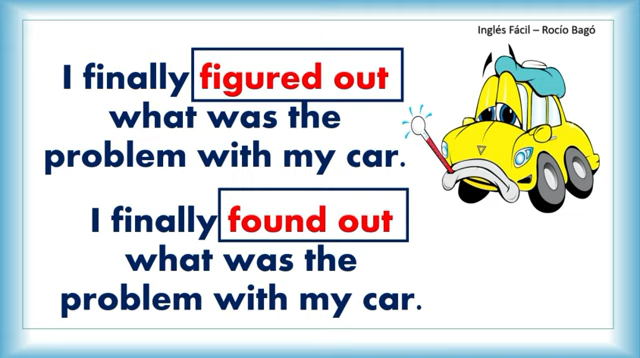 Inglés Fácil – Rocío Bagó
I finally figured out
what was the
problem with my car.
I finally found out
what was the
problem with my car.